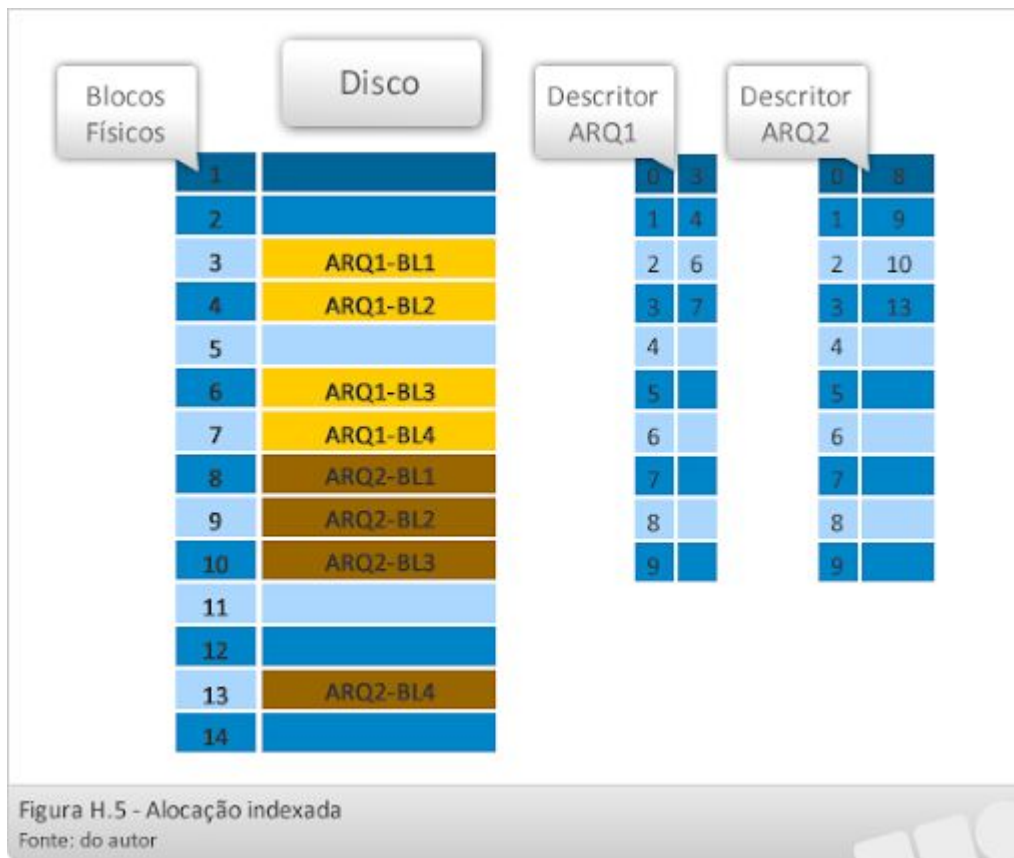 Disco
Blocos
Físicos
Descritor
ARQ1
Descritor
ARQ2
1
2
3 ARQ1-BL1
4 ARQ1-BL2
5
6 ARQ1-BL3
7 ARQ1-BL4
8 ARQ2-BL1
9 ARQ2-BL2
10 ARQ2-BL3
11
12
13 ARQ2-BL4
14
0 3
1 4
2 6
3 7
4
5
6
7
8
9
0 8
1 9
2 10
3 13
4
5
6
7
8
9
Figura H.5 - Alocação indexada
Fonte: do autor